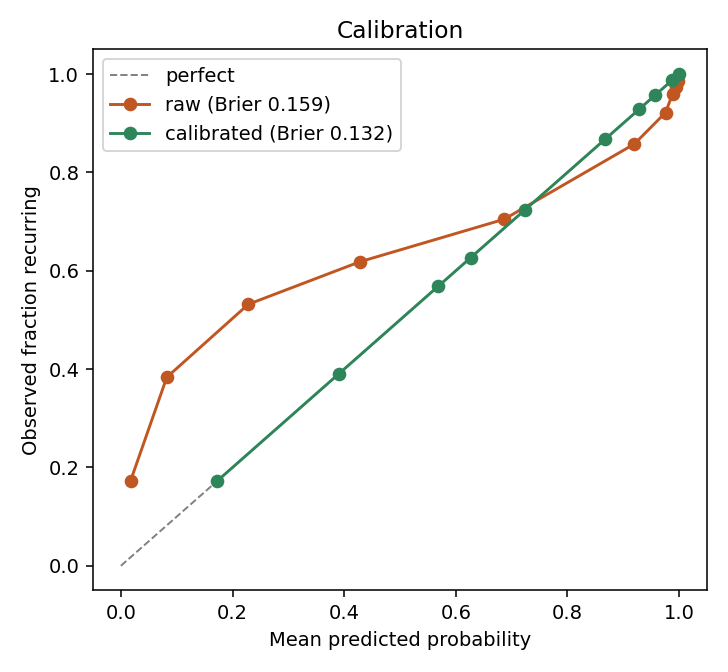 Calibration
perfect
raw (Brier 0.159)
calibrated (Brier 0.132)
1.0
0.8
0.6
0.4
0.2
0.0
Observed fraction recurring
0.0 0.2 0.4 0.6 0.8 1.0
Mean predicted probability